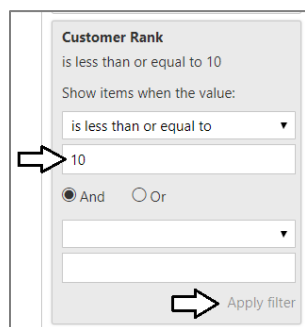 Customer Rank
is less than or equal to 10
Show items when the value:
is less than or equal to
10
And Or
Apply filter